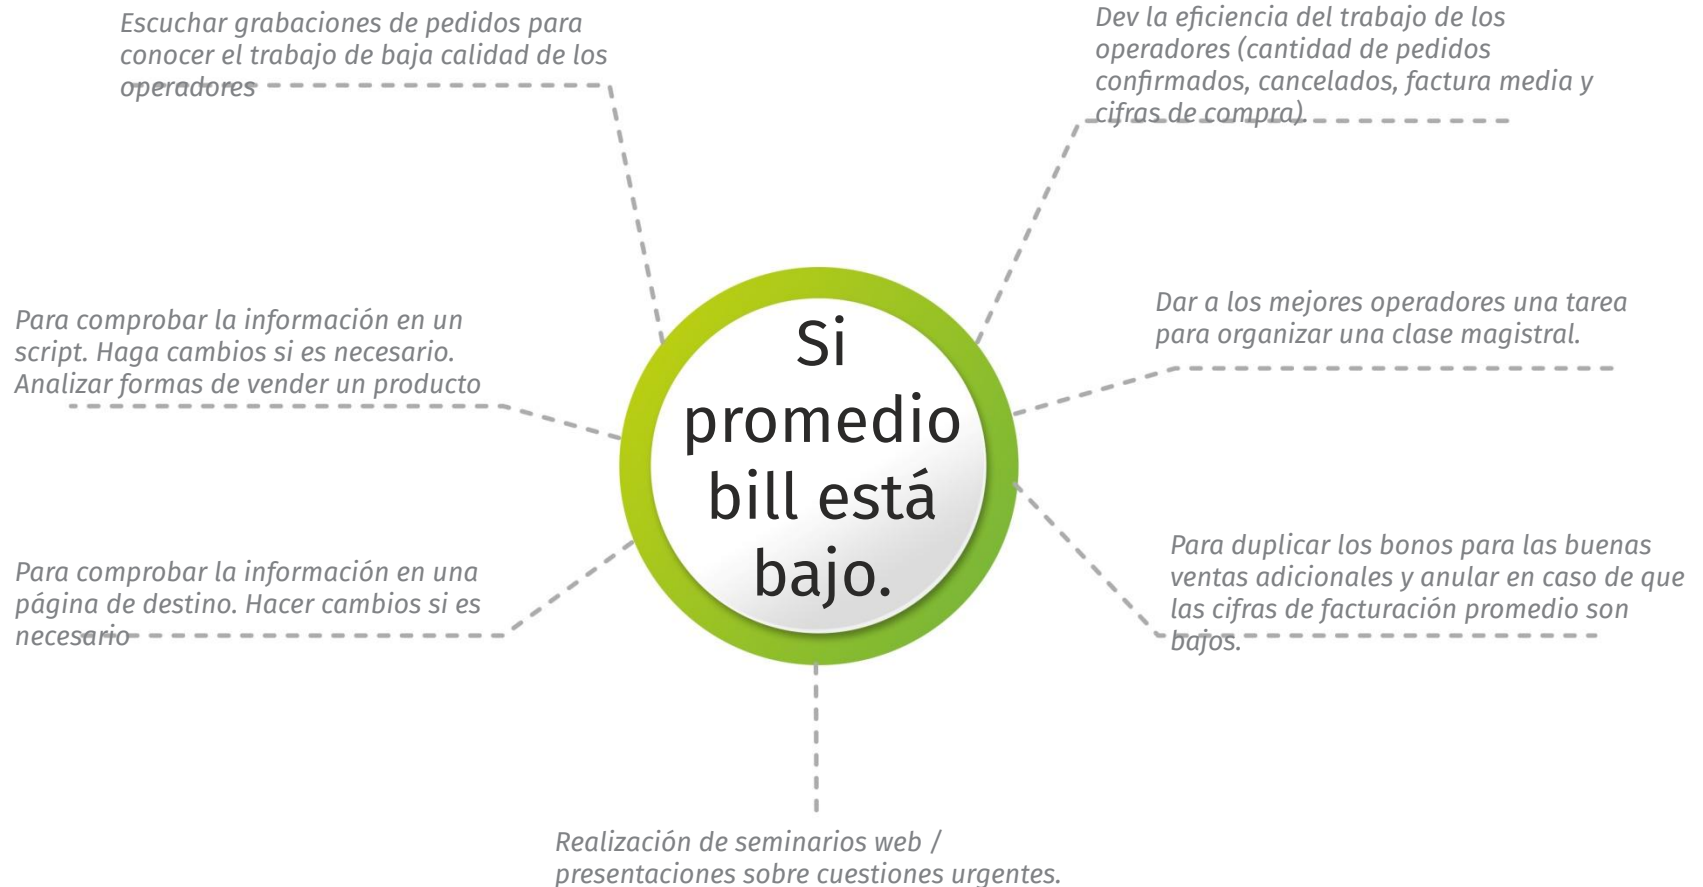 Escuchar grabaciones de pedidos para
conocer el trabajo de baja calidad de los
operadores
Dev la eficiencia del trabajo de los
operadores (cantidad de pedidos
confirmados, cancelados, factura media y
cifras de compra).
Para comprobar la información en un
script. Haga cambios si es necesario.
Analizar formas de vender un producto
Si
promedio
bill está
bajo.
Dar a los mejores operadores una tarea
para organizar una clase magistral.
Para comprobar la información en una
página de destino. Hacer cambios si es
necesario
Para duplicar los bonos para las buenas
ventas adicionales y anular en caso de que
las cifras de facturación promedio son
bajos.
Realización de seminarios web /
presentaciones sobre cuestiones urgentes.